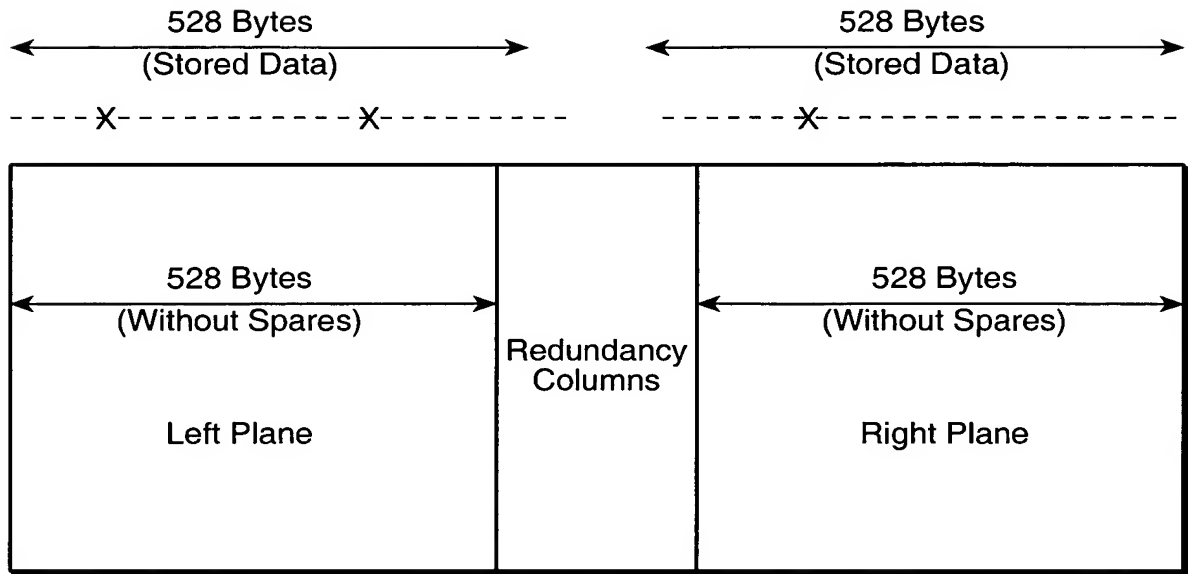 528 Bytes
(Stored Data)
528 Bytes
(Stored Data)
X
X
X
528 Bytes
(Without Spares)
528 Bytes
(Without Spares)
Redundancy
Columns
Left Plane
Right Plane